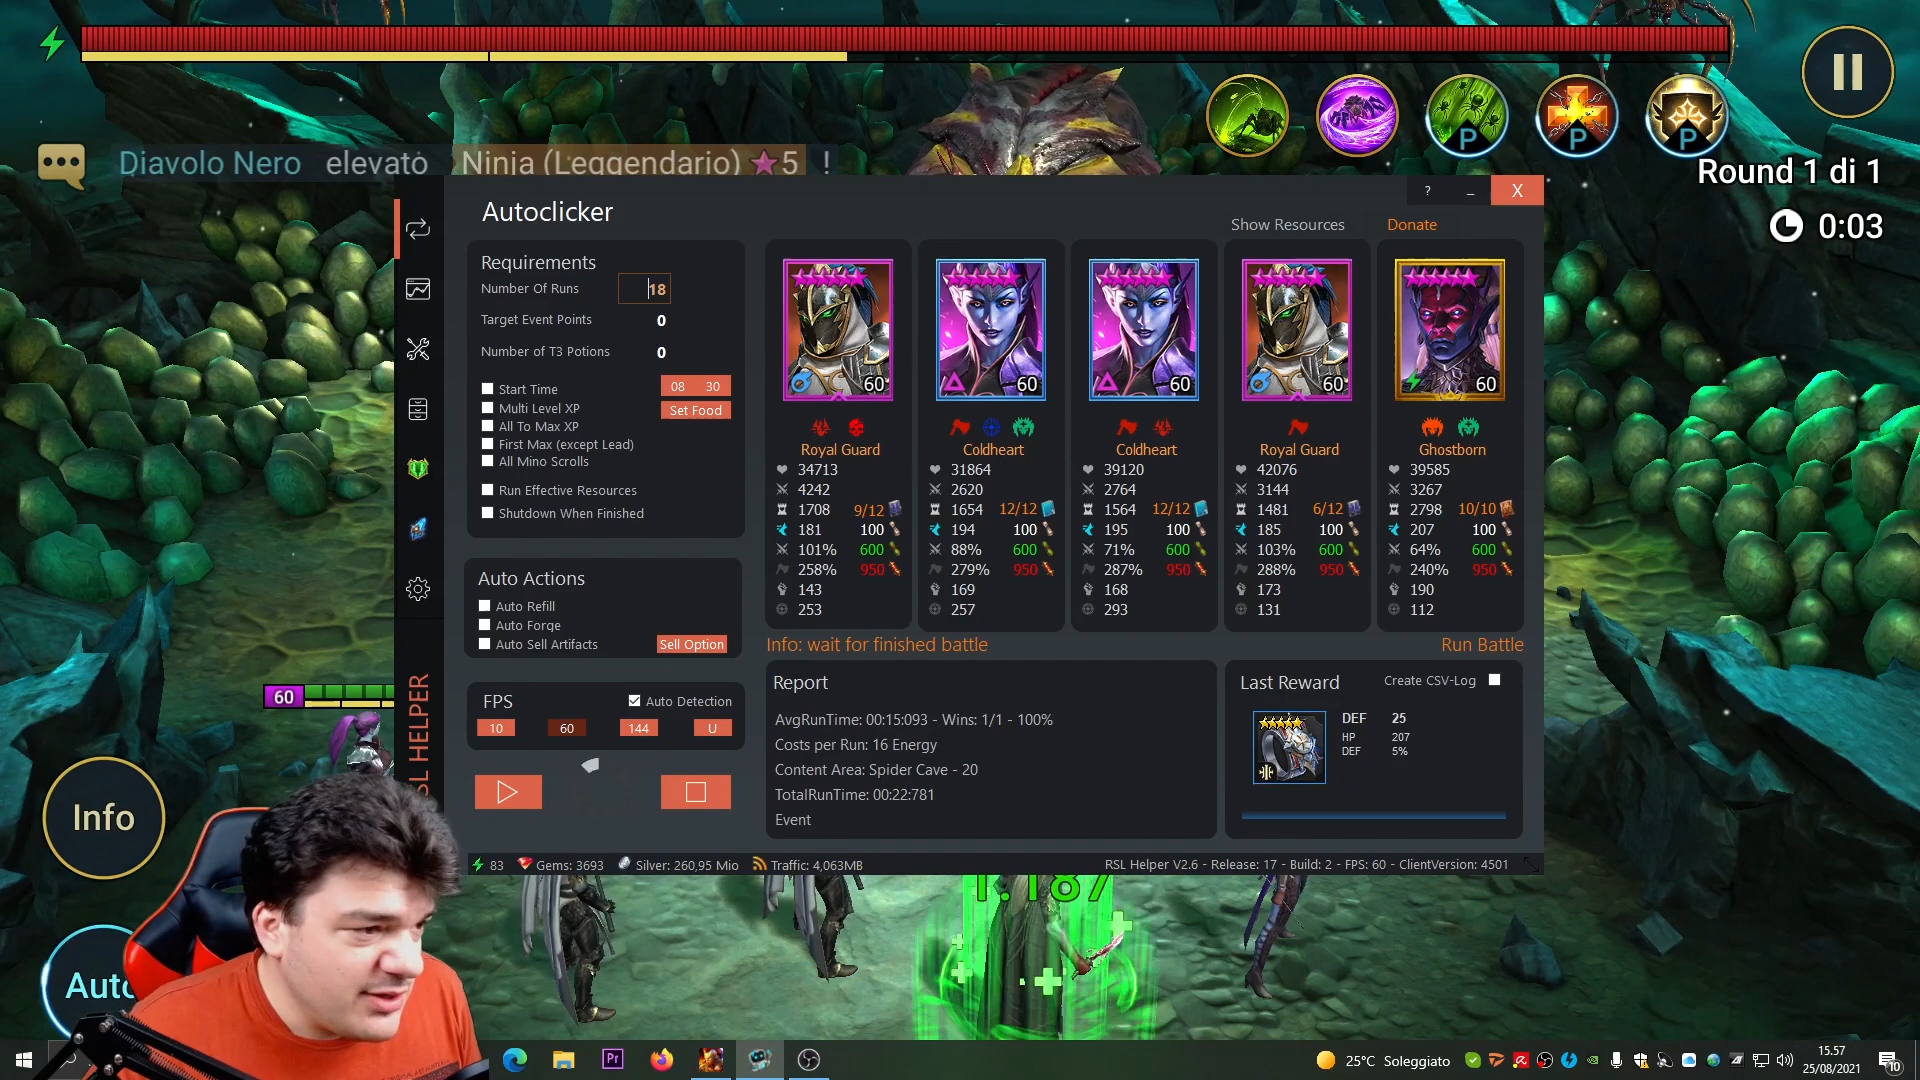 Diavolo Nero elevato Ninja (Leggendario) ★5 !
P P P
Round 1 di 1
0:03
? _ X
Autoclicker
Show Resources Donate
Requirements
Number Of Runs 18
Target Event Points 0
Number of T3 Potions 0
Start Time 08 30
Multi Level XP Set Food
All To Max XP
First Max (except Lead)
All Mino Scrolls
Run Effective Resources
Shutdown When Finished
Auto Actions
Auto Refill
Auto Forge
Auto Sell Artifacts Sell Option
FPS Auto Detection
10 60 144 U
60
Royal Guard
34713
4242
1708 9/12
181 100
101% 600
258% 950
143
253
60
Coldheart
31864
2620
1654 12/12
194 100
88% 600
279% 950
169
257
60
Coldheart
39120
2764
1564 12/12
195 100
71% 600
287% 950
168
293
60
Royal Guard
42076
3144
1481 6/12
185 100
103% 600
288% 950
173
131
60
Ghostborn
39585
3267
2798 10/10
207 100
64% 600
240% 950
190
112
Info: wait for finished battle Run Battle
Report
AvgRunTime: 00:15:093 - Wins: 1/1 - 100%
Costs per Run: 16 Energy
Content Area: Spider Cave - 20
TotalRunTime: 00:22:781
Event
Last Reward Create CSV-Log
DEF 25
HP 207
DEF 5%
83 Gems: 3693 Silver: 260,95 Mio Traffic: 4,063MB
RSL Helper V2.6 - Release: 17 - Build: 2 - FPS: 60 - ClientVersion: 4501
SL HELPER
60
Info
Auto
1.187
Pr
25°C Soleggiato
15.57
25/08/2021
10